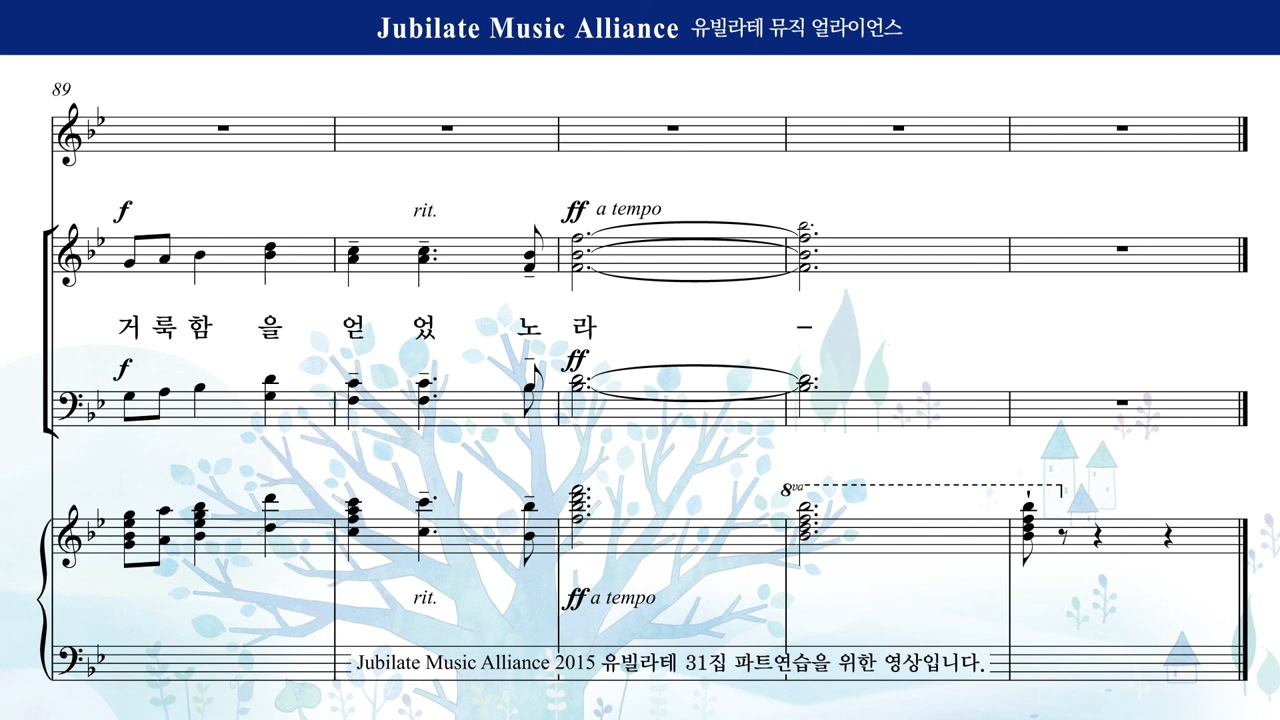 Jubilate Music Alliance 유빌라테 뮤직 얼라이언스
89
f rit. ff a tempo
거 룩 함 을 얻 었 노 라 –
f ff
8va
rit. ff a tempo
Jubilate Music Alliance 2015 유빌라테 31집 파트연습을 위한 영상입니다.